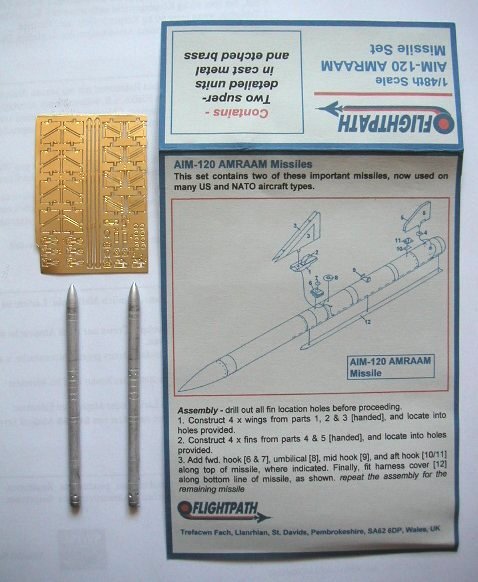 FLIGHTPATH
1/48th Scale
AIM-120 AMRAAM
Missile Set
Contains -
Two super-
detailed units
in cast metal
and etched brass
AIM-120 AMRAAM Missiles
This set contains two of these important missiles, now used on
many US and NATO aircraft types.
AIM-120 AMRAAM
Missile
12
Assembly - drill out all fin location holes before proceeding.
1. Construct 4 x wings from parts 1, 2 & 3 [handed], and locate into
holes provided.
2. Construct 4 x fins from parts 4 & 5 [handed], and locate into holes
provided.
3. Add fwd. hook [6 & 7], umbilical [8], mid hook [9], and aft hook [10/11]
along top of missile, where indicated. Finally, fit harness cover [12]
along bottom line of missile, as shown. repeat the assembly for the
remaining missile
FLIGHTPATH
Trefacwn Fach, Llanrhian, St. Davids, Pembrokeshire, SA62 6DP, Wales, UK